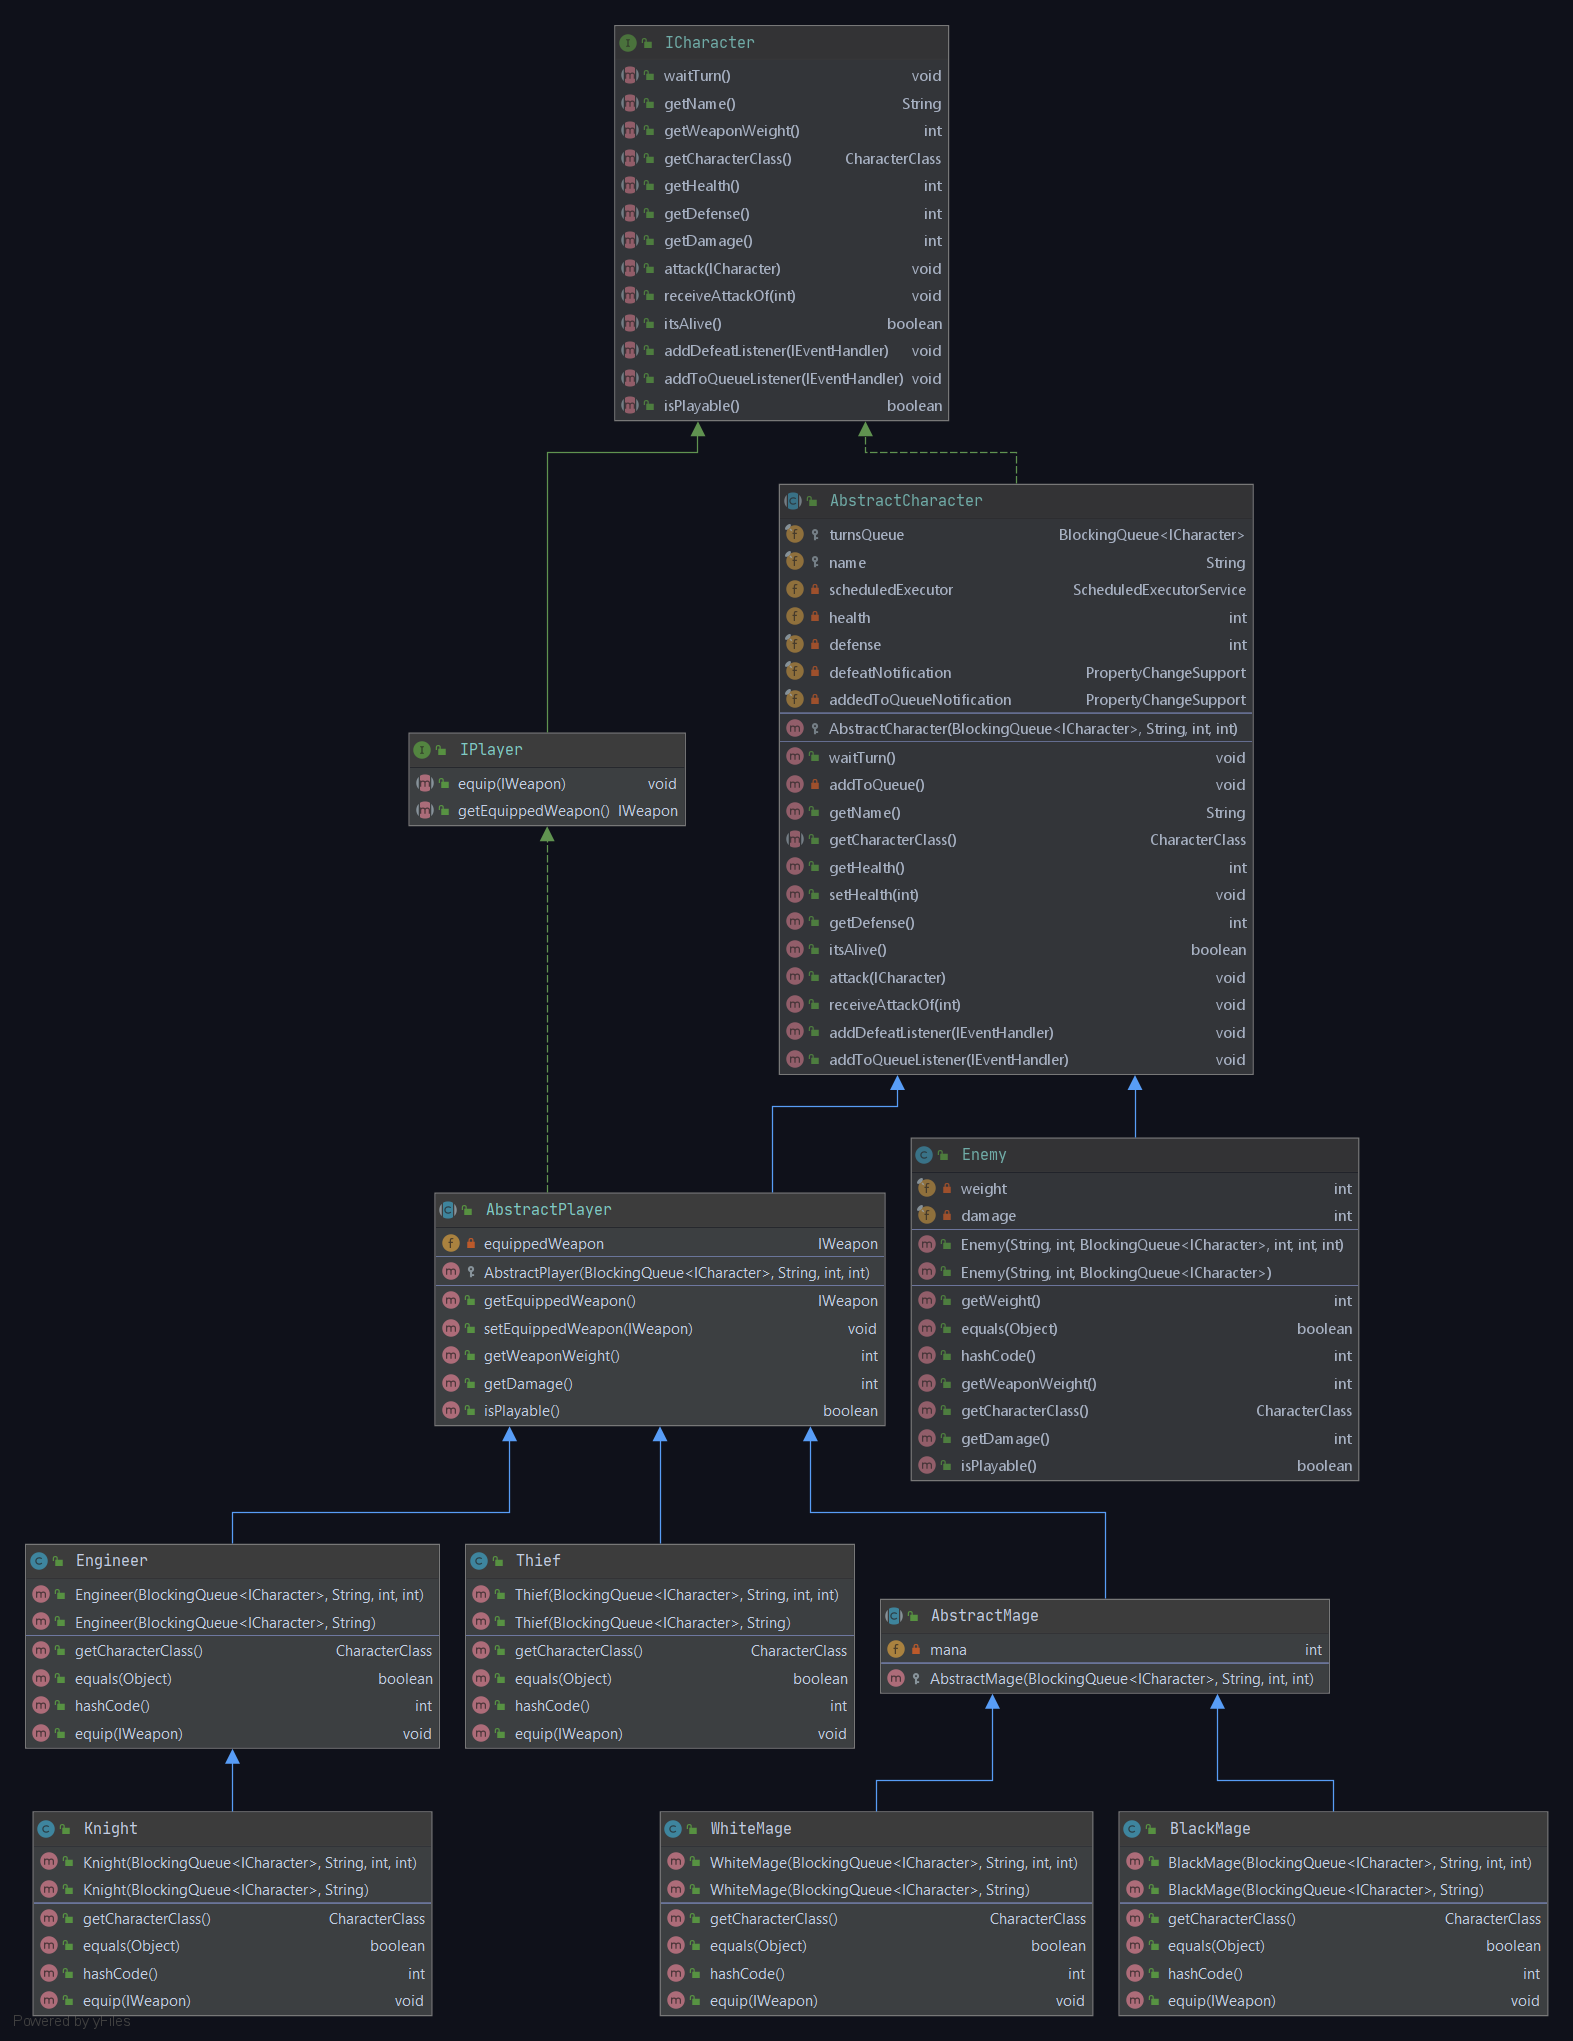 ICharacter
waitTurn() void
getName() String
getWeaponWeight() int
getCharacterClass() CharacterClass
getHealth() int
getDefense() int
getDamage() int
attack(ICharacter) void
receiveAttackOf(int) void
itsAlive() boolean
addDefeatListener(IEventHandler) void
addToQueueListener(IEventHandler) void
isPlayable() boolean
AbstractCharacter
turnsQueue BlockingQueue<ICharacter>
name String
scheduledExecutor ScheduledExecutorService
health int
defense int
defeatNotification PropertyChangeSupport
addedToQueueNotification PropertyChangeSupport
AbstractCharacter(BlockingQueue<ICharacter>, String, int, int)
waitTurn() void
addToQueue() void
getName() String
getCharacterClass() CharacterClass
getHealth() int
setHealth(int) void
getDefense() int
itsAlive() boolean
attack(ICharacter) void
receiveAttackOf(int) void
addDefeatListener(IEventHandler) void
addToQueueListener(IEventHandler) void
IPlayer
equip(IWeapon) void
getEquippedWeapon() IWeapon
Enemy
weight int
damage int
Enemy(String, int, BlockingQueue<ICharacter>, int, int, int)
Enemy(String, int, BlockingQueue<ICharacter>)
getWeight() int
equals(Object) boolean
hashCode() int
getWeaponWeight() int
getCharacterClass() CharacterClass
getDamage() int
isPlayable() boolean
AbstractPlayer
equippedWeapon IWeapon
AbstractPlayer(BlockingQueue<ICharacter>, String, int, int)
getEquippedWeapon() IWeapon
setEquippedWeapon(IWeapon) void
getWeaponWeight() int
getDamage() int
isPlayable() boolean
Engineer
Engineer(BlockingQueue<ICharacter>, String, int, int)
Engineer(BlockingQueue<ICharacter>, String)
getCharacterClass() CharacterClass
equals(Object) boolean
hashCode() int
equip(IWeapon) void
Thief
Thief(BlockingQueue<ICharacter>, String, int, int)
Thief(BlockingQueue<ICharacter>, String)
getCharacterClass() CharacterClass
equals(Object) boolean
hashCode() int
equip(IWeapon) void
AbstractMage
mana int
AbstractMage(BlockingQueue<ICharacter>, String, int, int)
Knight
Knight(BlockingQueue<ICharacter>, String, int, int)
Knight(BlockingQueue<ICharacter>, String)
getCharacterClass() CharacterClass
equals(Object) boolean
hashCode() int
equip(IWeapon) void
WhiteMage
WhiteMage(BlockingQueue<ICharacter>, String, int, int)
WhiteMage(BlockingQueue<ICharacter>, String)
getCharacterClass() CharacterClass
equals(Object) boolean
hashCode() int
equip(IWeapon) void
BlackMage
BlackMage(BlockingQueue<ICharacter>, String, int, int)
BlackMage(BlockingQueue<ICharacter>, String)
getCharacterClass() CharacterClass
equals(Object) boolean
hashCode() int
equip(IWeapon) void
Powered by yFiles